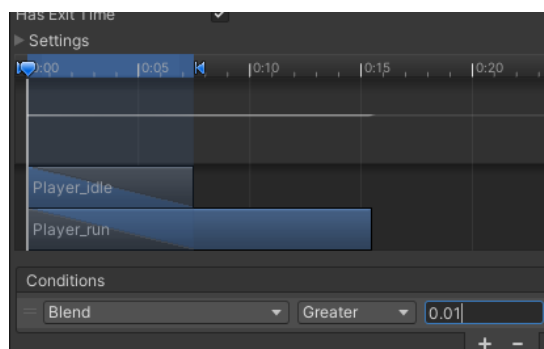 Has Exit Time
Settings
0:00 0:05 0:10 0:15 0:20
Player_idle
Player_run
Conditions
Blend Greater 0.01
+ -